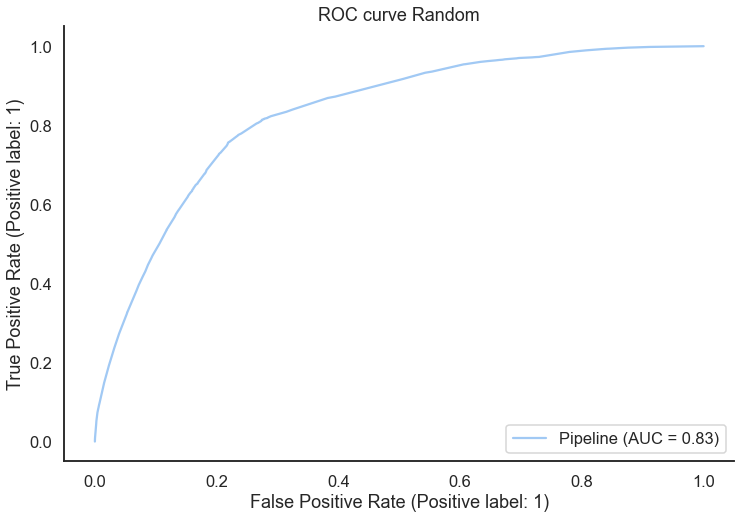 ROC curve Random
True Positive Rate (Positive label: 1)
1.0
0.8
0.6
0.4
0.2
0.0
Pipeline (AUC = 0.83)
0.0 0.2 0.4 0.6 0.8 1.0
False Positive Rate (Positive label: 1)